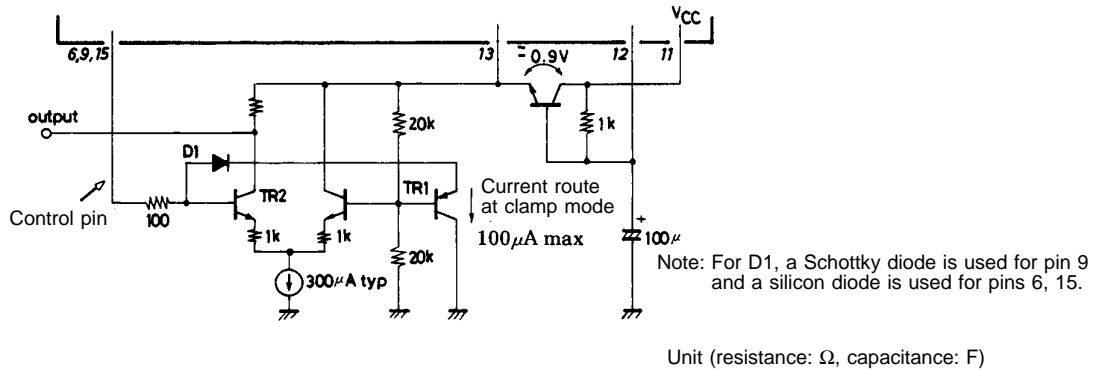 VCC
6,9,15
13
12
11
≒0.9V
output
20k
1k
D1
TR2
TR1
Current route
at clamp mode
100μA max
Control pin
100
1k
1k
20k
+
100μ
300μA typ
Note: For D1, a Schottky diode is used for pin 9
and a silicon diode is used for pins 6, 15.
Unit (resistance: Ω, capacitance: F)